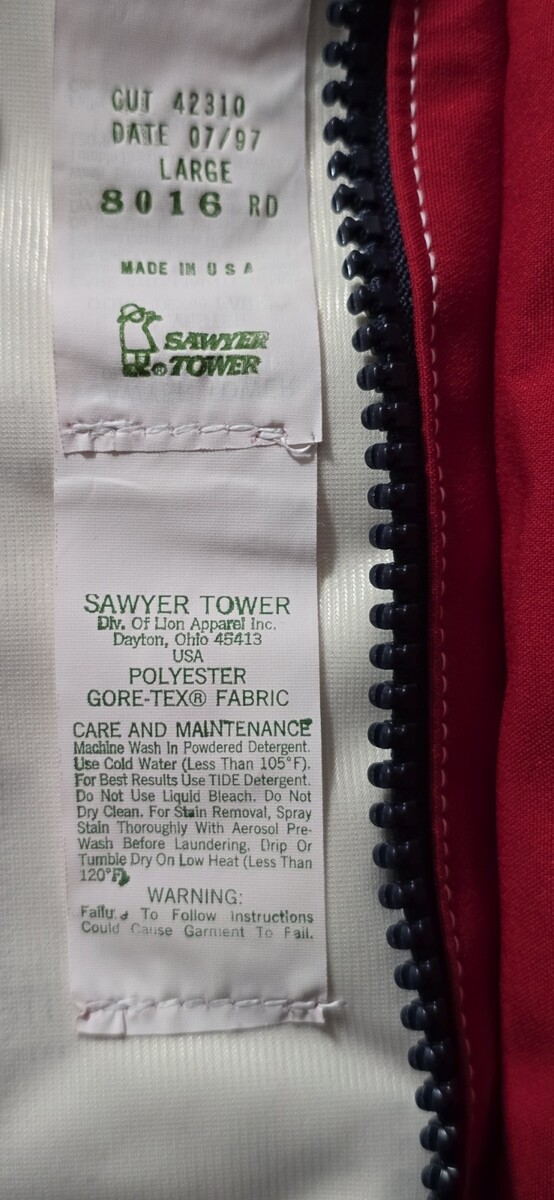 CUT 42310
DATE 07/97
LARGE
8016 RD
MADE IN U S A
SAWYER
® TOWER
SAWYER TOWER
Div. Of Lion Apparel Inc.
Dayton, Ohio 45413
USA
POLYESTER
GORE-TEX® FABRIC
CARE AND MAINTENANCE
Machine Wash In Powdered Detergent.
Use Cold Water (Less Than 105°F).
For Best Results Use TIDE Detergent.
Do Not Use Liquid Bleach. Do Not
Dry Clean. For Stain Removal, Spray
Stain Thoroughly With Aerosol Pre-
Wash Before Laundering, Drip Or
Tumble Dry On Low Heat (Less Than
120°F)
WARNING:
Failure To Follow Instructions
Could Cause Garment To Fail.